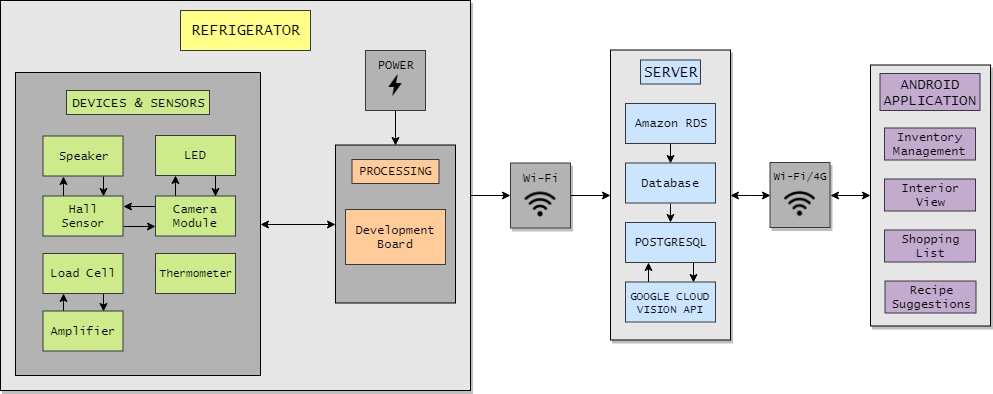 REFRIGERATOR
DEVICES & SENSORS
Speaker
LED
Hall
Sensor
Camera
Module
Load Cell
Thermometer
Amplifier
POWER
PROCESSING
Development
Board
Wi-Fi
SERVER
Amazon RDS
Database
POSTGRESQL
GOOGLE CLOUD
VISION API
Wi-Fi/4G
ANDROID
APPLICATION
Inventory
Management
Interior
View
Shopping
List
Recipe
Suggestions